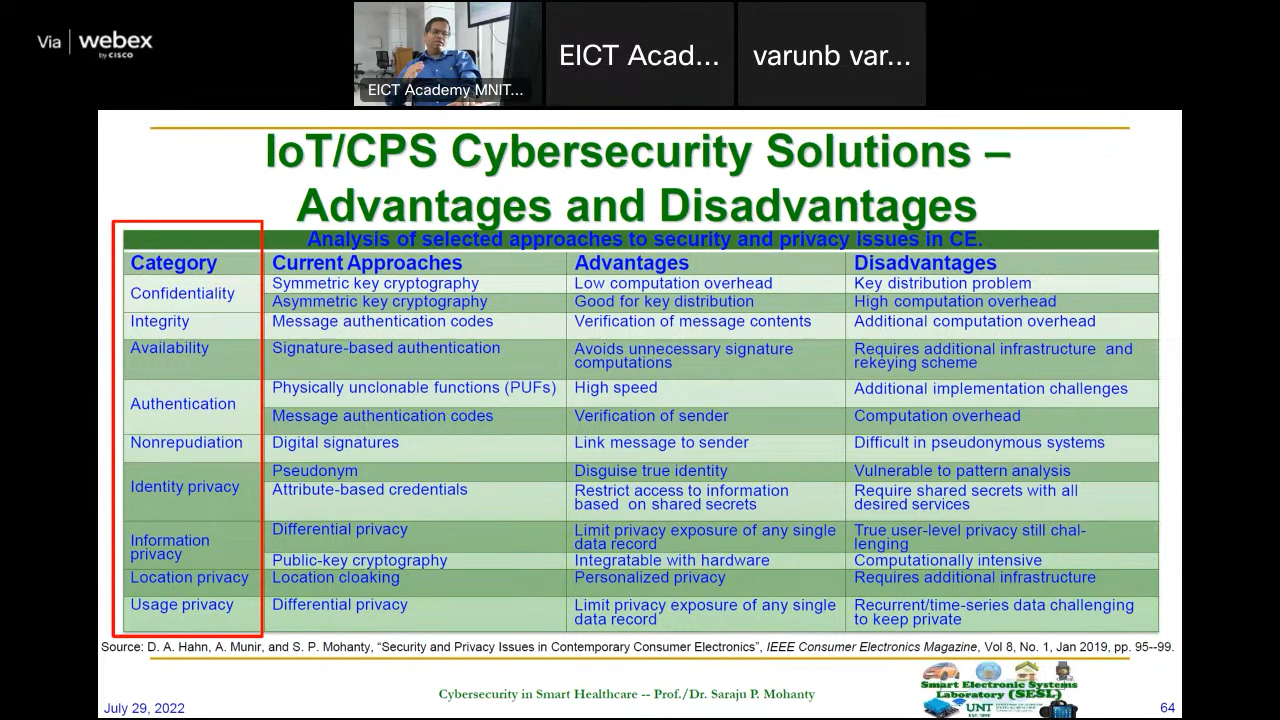 Via | webex
by CISCO
EICT Academy MNIT...
EICT Acad...
varunb var...
IoT/CPS Cybersecurity Solutions –
Advantages and Disadvantages
Analysis of selected approaches to security and privacy issues in CE.
Category Current Approaches Advantages Disadvantages
Confidentiality Symmetric key cryptography Low computation overhead Key distribution problem
Asymmetric key cryptography Good for key distribution High computation overhead
Integrity Message authentication codes Verification of message contents Additional computation overhead
Availability Signature-based authentication Avoids unnecessary signature Requires additional infrastructure and
computations rekeying scheme
Authentication Physically unclonable functions (PUFs) High speed Additional implementation challenges
Message authentication codes Verification of sender Computation overhead
Nonrepudiation Digital signatures Link message to sender Difficult in pseudonymous systems
Identity privacy Pseudonym Disguise true identity Vulnerable to pattern analysis
Attribute-based credentials Restrict access to information Require shared secrets with all
based on shared secrets desired services
Information Differential privacy Limit privacy exposure of any single True user-level privacy still chal-
privacy data record lenging
Public-key cryptography Integratable with hardware Computationally intensive
Location privacy Location cloaking Personalized privacy Requires additional infrastructure
Usage privacy Differential privacy Limit privacy exposure of any single Recurrent/time-series data challenging
data record to keep private
Source: D. A. Hahn, A. Munir, and S. P. Mohanty, “Security and Privacy Issues in Contemporary Consumer Electronics”, IEEE Consumer Electronics Magazine, Vol 8, No. 1, Jan 2019, pp. 95--99.
July 29, 2022
Cybersecurity in Smart Healthcare -- Prof./Dr. Saraju P. Mohanty
Smart Electronic Systems
Laboratory (SESL)
UNT
64